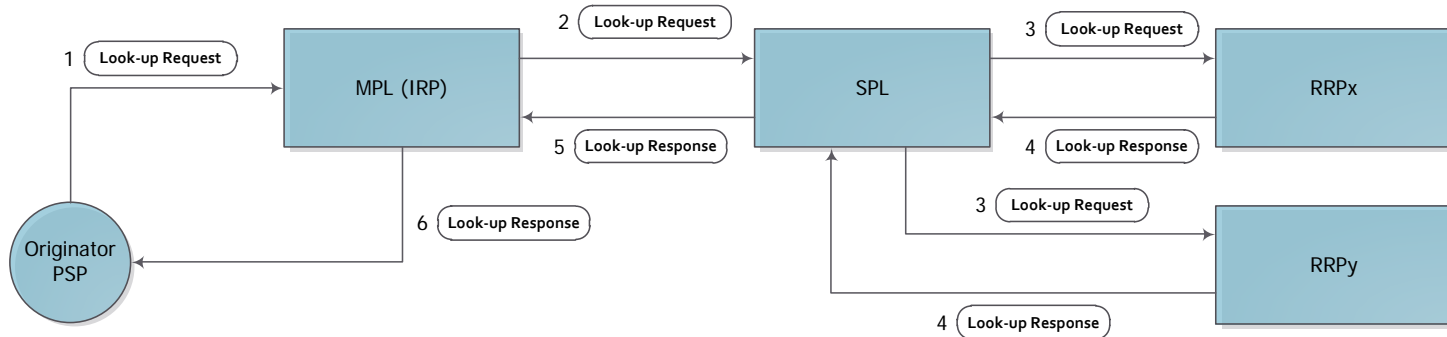 1 Look-up Request
MPL (IRP)
2 Look-up Request
SPL
3 Look-up Request
RRPx
5 Look-up Response
4 Look-up Response
3 Look-up Request
6 Look-up Response
Originator
PSP
RRPy
4 Look-up Response